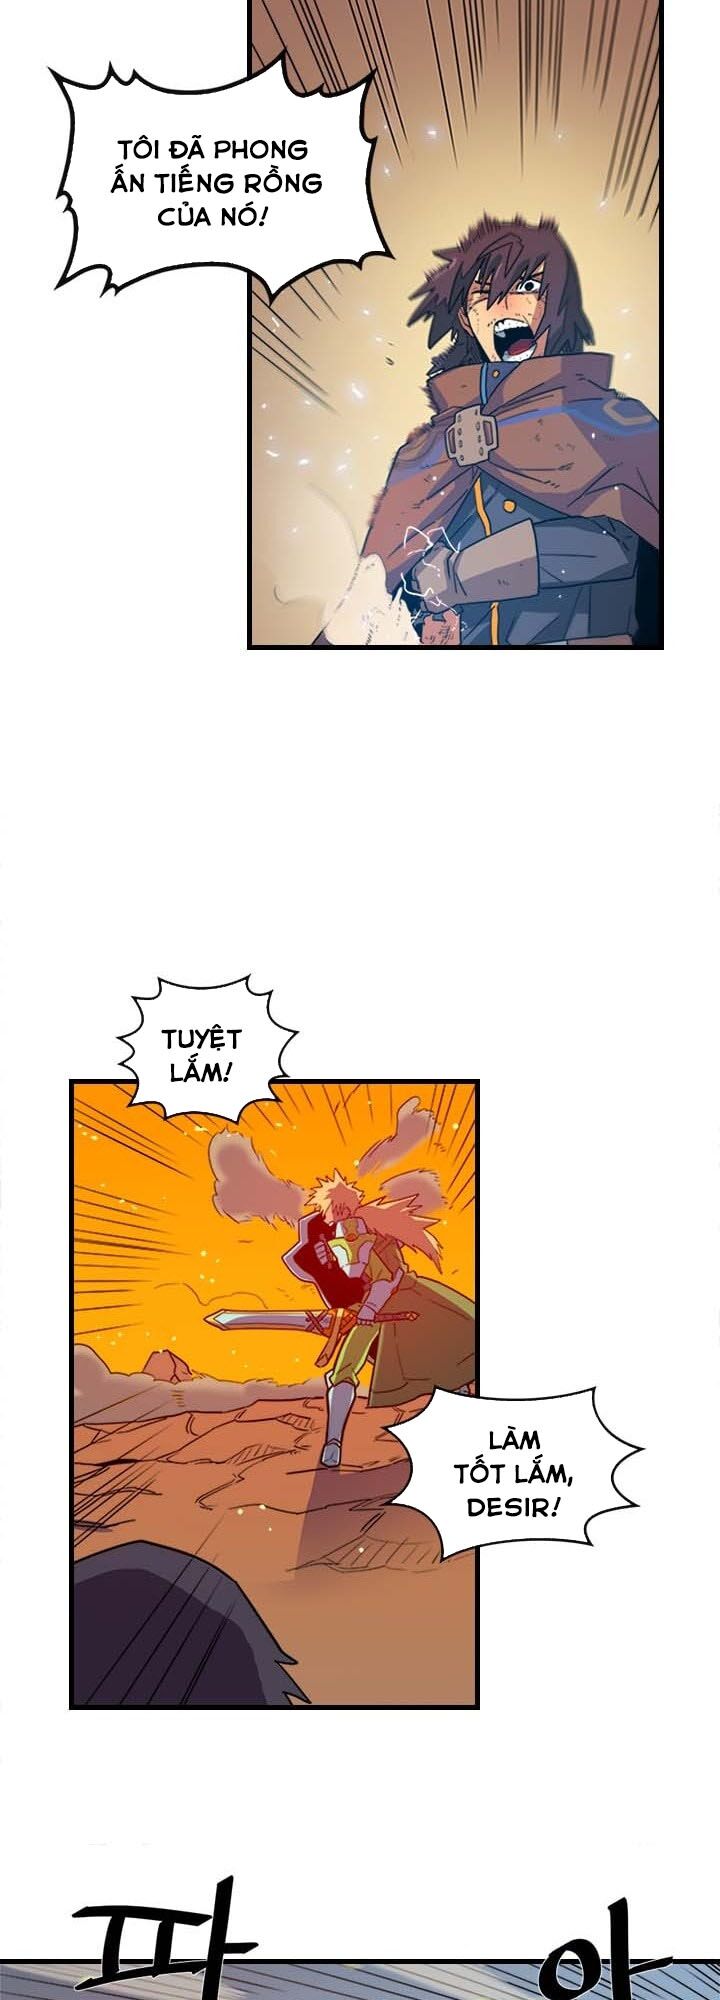 TÔI ĐÃ PHONG
ẤN TIẾNG RỒNG
CỦA NÓ!
TUYỆT
LẮM!
LÀM
TỐT LẮM,
DESIR!
파 아